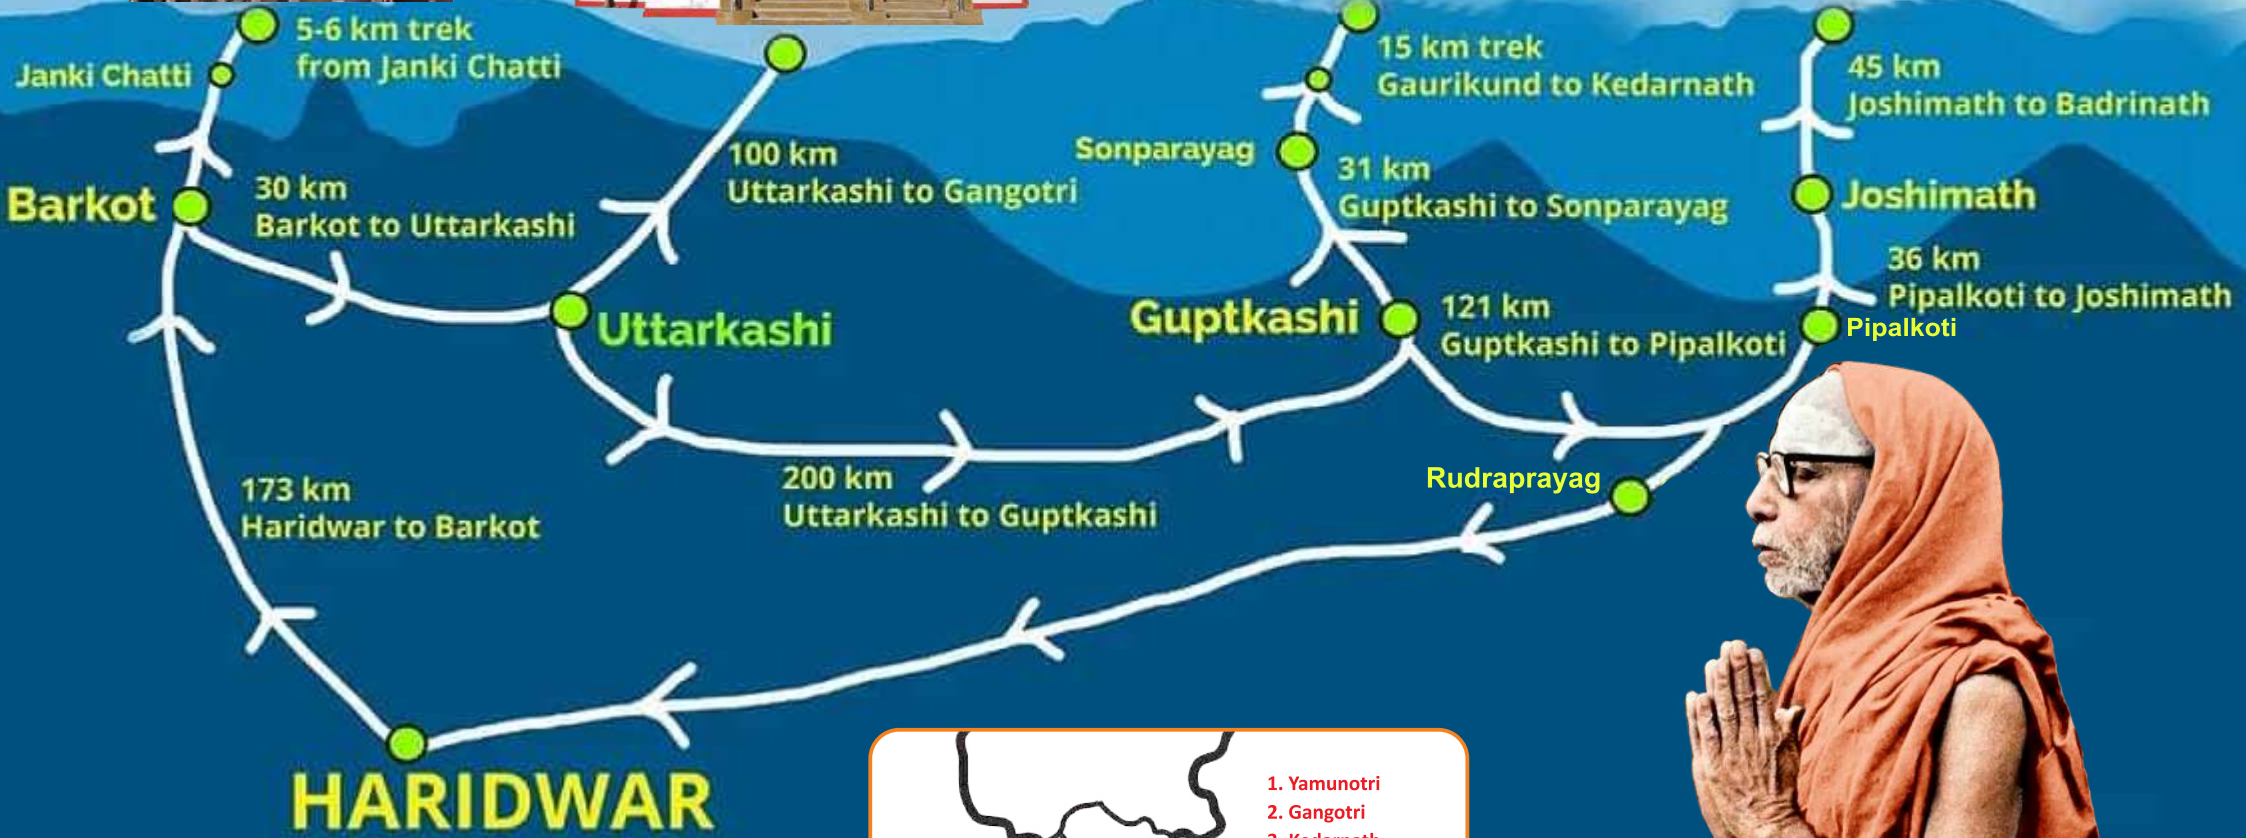 5-6 km trek
from Janki Chatti
Janki Chatti
15 km trek
Gaurikund to Kedarnath
45 km
Joshimath to Badrinath
100 km
Uttarkashi to Gangotri
Sonparayag
31 km
Guptkashi to Sonparayag
Joshimath
Barkot
30 km
Barkot to Uttarkashi
36 km
Pipalkoti to Joshimath
Uttarkashi
Guptkashi
121 km
Guptkashi to Pipalkoti
Pipalkoti
200 km
Uttarkashi to Guptkashi
Rudraprayag
173 km
Haridwar to Barkot
HARIDWAR
1. Yamunotri
2. Gangotri